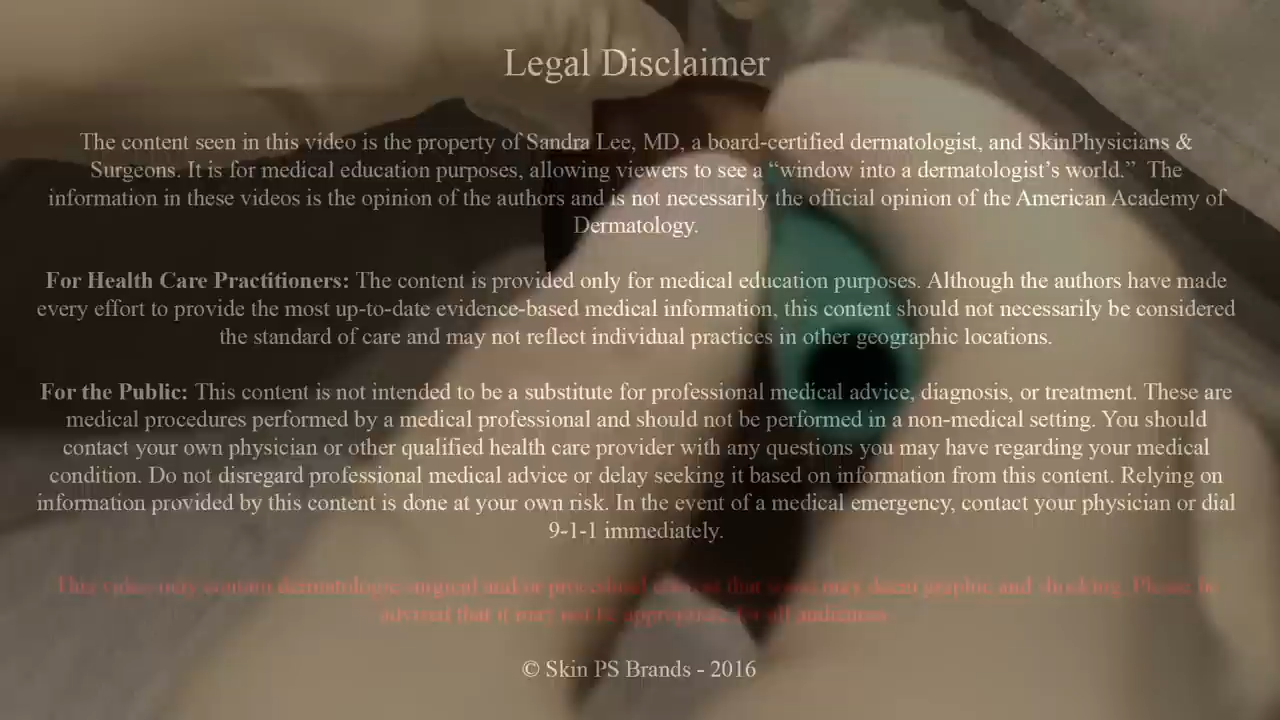 Legal Disclaimer
The content seen in this video is the property of Sandra Lee, MD, a board-certified dermatologist, and SkinPhysicians &
Surgeons. It is for medical education purposes, allowing viewers to see a “window into a dermatologist’s world.” The
information in these videos is the opinion of the authors and is not necessarily the official opinion of the American Academy of
Dermatology.
For Health Care Practitioners: The content is provided only for medical education purposes. Although the authors have made
every effort to provide the most up-to-date evidence-based medical information, this content should not necessarily be considered
the standard of care and may not reflect individual practices in other geographic locations.
For the Public: This content is not intended to be a substitute for professional medical advice, diagnosis, or treatment. These are
medical procedures performed by a medical professional and should not be performed in a non-medical setting. You should
contact your own physician or other qualified health care provider with any questions you may have regarding your medical
condition. Do not disregard professional medical advice or delay seeking it based on information from this content. Relying on
information provided by this content is done at your own risk. In the event of a medical emergency, contact your physician or dial
9-1-1 immediately.
This video may contain dermatologic surgical and/or procedural content that some may deem graphic and shocking. Please be
advised that it may not be appropriate for all audiences.
© Skin PS Brands - 2016